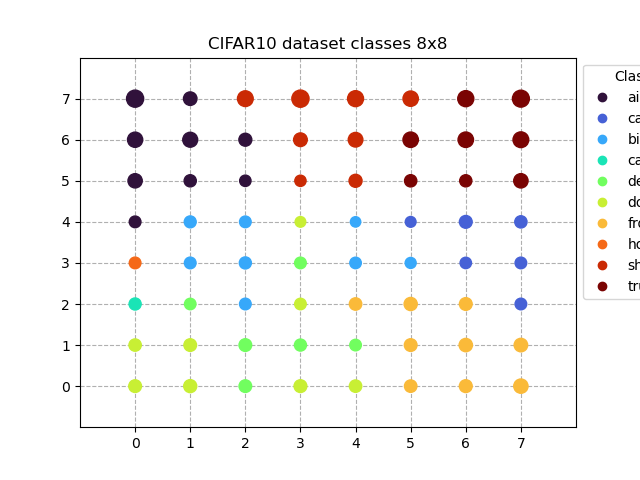 CIFAR10 dataset classes 8x8
7
6
5
4
3
2
1
0
0 1 2 3 4 5 6 7
Clas
ai
ca
bi
ca
de
do
fro
ho
sh
tru